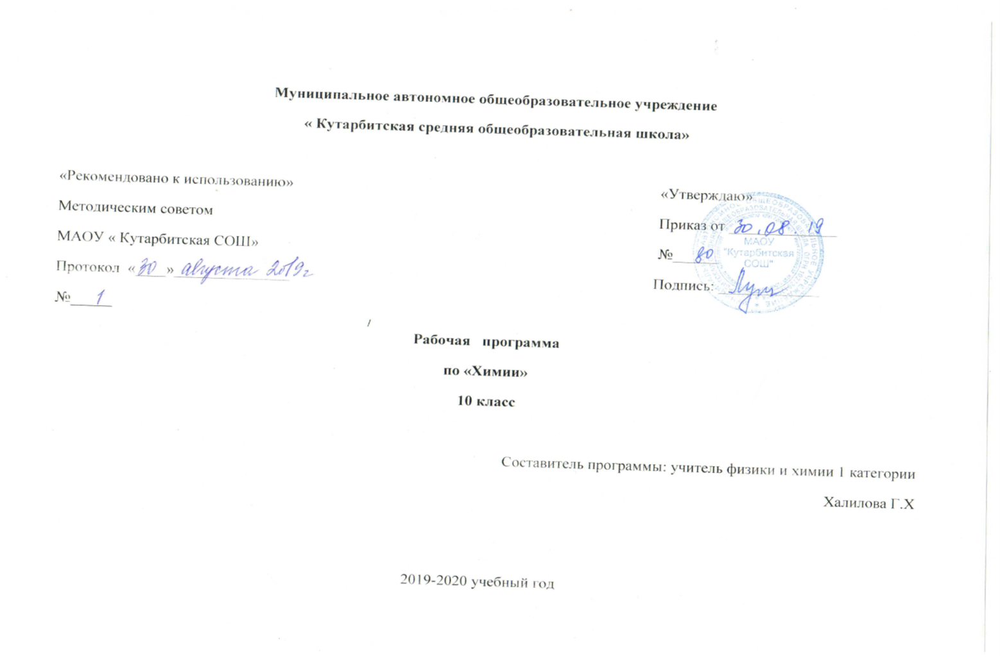 Муниципальное автономное общеобразовательное учреждение
« Кутарбитская средняя общеобразовательная школа»
«Рекомендовано к использованию»
Методическим советом
МАОУ « Кутарбитская СОШ»
Протокол «30» августа 2019г
№ 1
«Утверждаю»
Приказ от 30.08.19
№ 80
Подпись:
МАОУ
"Кутарбитская
СОШ"
Рабочая программа
по «Химии»
10 класс
Составитель программы: учитель физики и химии 1 категории
Халилова Г.Х
2019-2020 учебный год